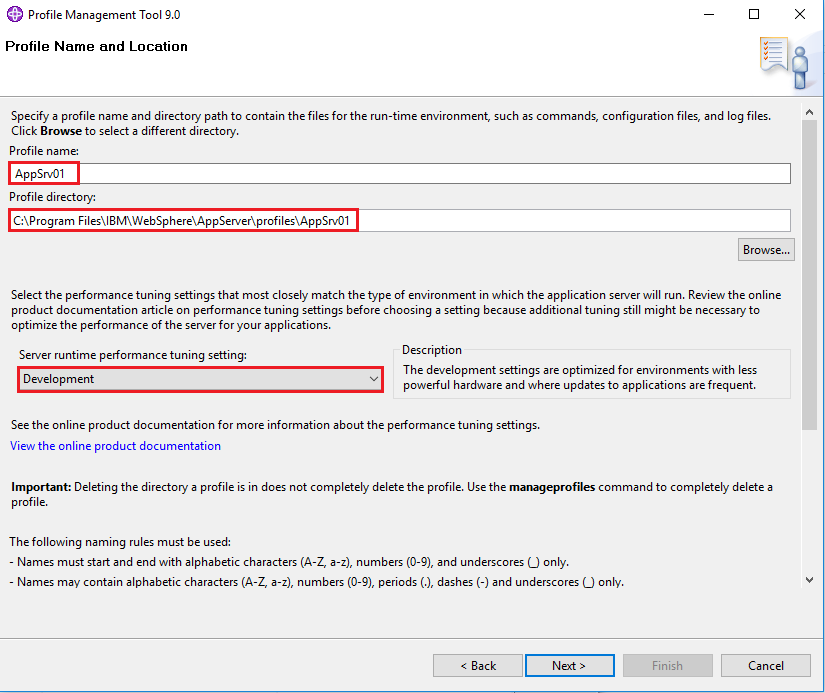 Profile Management Tool 9.0
Profile Name and Location
Specify a profile name and directory path to contain the files for the run-time environment, such as commands, configuration files, and log files.
Click Browse to select a different directory.
Profile name:
AppSrv01
Profile directory:
C:\Program Files\IBM\WebSphere\AppServer\profiles\AppSrv01
Browse...
Select the performance tuning settings that most closely match the type of environment in which the application server will run. Review the online
product documentation article on performance tuning settings before choosing a setting because additional tuning still might be necessary to
optimize the performance of the server for your applications.
Server runtime performance tuning setting:
Development
Description
The development settings are optimized for environments with less
powerful hardware and where updates to applications are frequent.
See the online product documentation for more information about the performance tuning settings.
View the online product documentation
Important: Deleting the directory a profile is in does not completely delete the profile. Use the manageprofiles command to completely delete a
profile.
The following naming rules must be used:
- Names must start and end with alphabetic characters (A-Z, a-z), numbers (0-9), and underscores (_) only.
- Names may contain alphabetic characters (A-Z, a-z), numbers (0-9), periods (.), dashes (-) and underscores (_) only.
< Back
Next >
Finish
Cancel